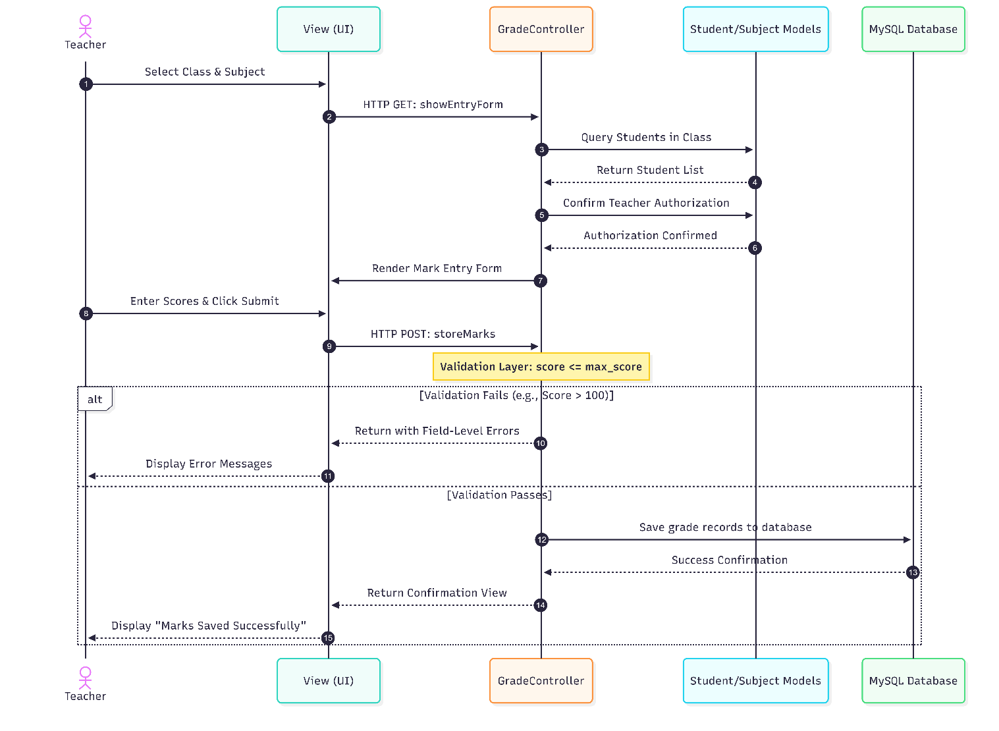 Teacher
View (UI)
GradeController
Student/Subject Models
MySQL Database
Select Class & Subject
1
HTTP GET: showEntryForm
2
Query Students in Class
3
Return Student List
4
Confirm Teacher Authorization
5
Authorization Confirmed
6
Render Mark Entry Form
7
Enter Scores & Click Submit
8
HTTP POST: storeMarks
9
Validation Layer: score <= max_score
alt
[Validation Fails (e.g., Score > 100)]
Return with Field-Level Errors
10
Display Error Messages
11
[Validation Passes]
Save grade records to database
12
Success Confirmation
13
Return Confirmation View
14
Display "Marks Saved Successfully"
15
Teacher
View (UI)
GradeController
Student/Subject Models
MySQL Database